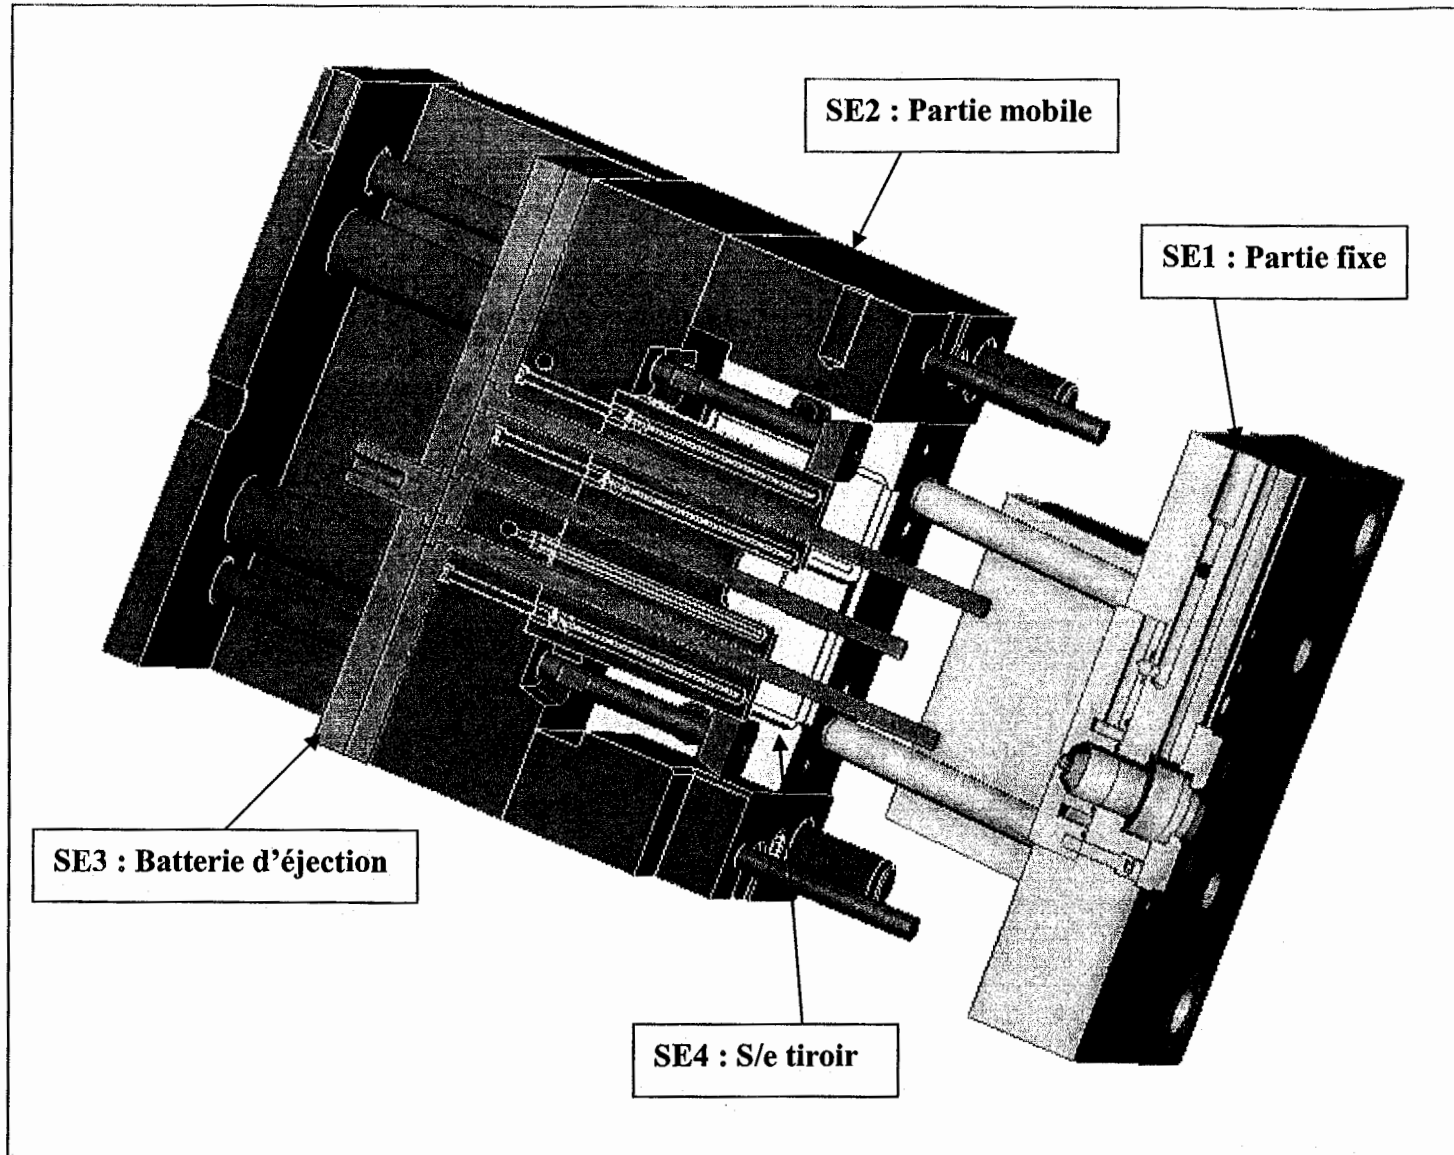 SE2 : Partie mobile
SE1 : Partie fixe
SE3 : Batterie d’éjection
SE4 : S/e tiroir